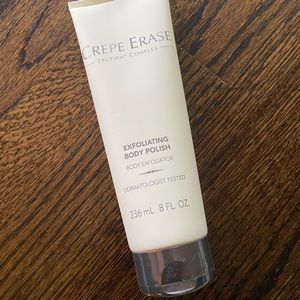 CREPE ERASE
TRUFIRM® COMPLEX
EXFOLIATING
BODY POLISH
BODY EXFOLIATOR
DERMATOLOGIST TESTED
236 mL 8 FL. OZ.